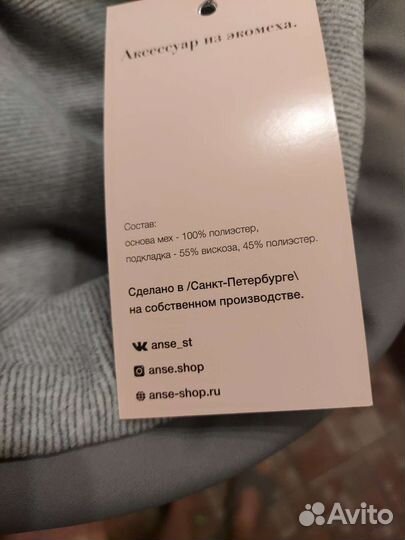 Аксессуар из экомеха.
Состав:
основа мех - 100% полиэстер,
подкладка - 55% вискоза, 45% полиэстер.
Сделано в /Санкт-Петербурге\
на собственном производстве.
anse_st
anse.shop
anse-shop.ru
Avito